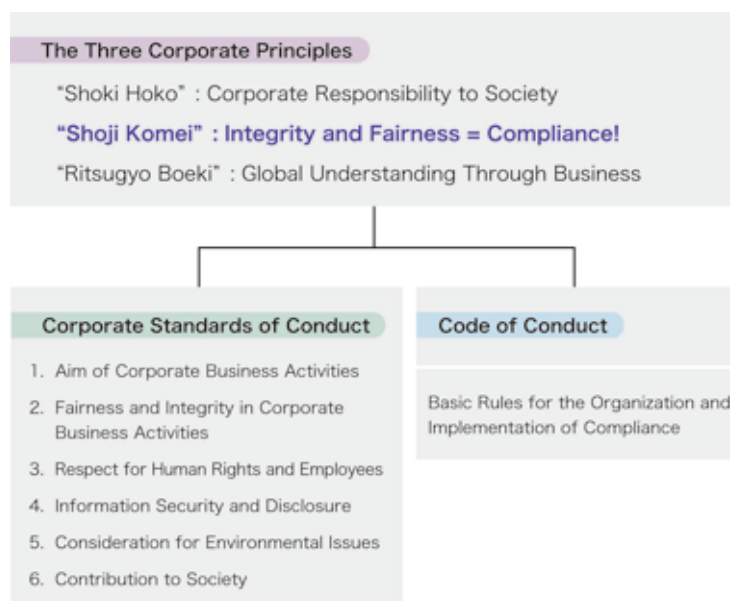 The Three Corporate Principles
“Shoki Hoko” : Corporate Responsibility to Society
“Shoji Komei” : Integrity and Fairness = Compliance!
“Ritsugyo Boeki” : Global Understanding Through Business
Corporate Standards of Conduct
1. Aim of Corporate Business Activities
2. Fairness and Integrity in Corporate
Business Activities
3. Respect for Human Rights and Employees
4. Information Security and Disclosure
5. Consideration for Environmental Issues
6. Contribution to Society
Code of Conduct
Basic Rules for the Organization and
Implementation of Compliance